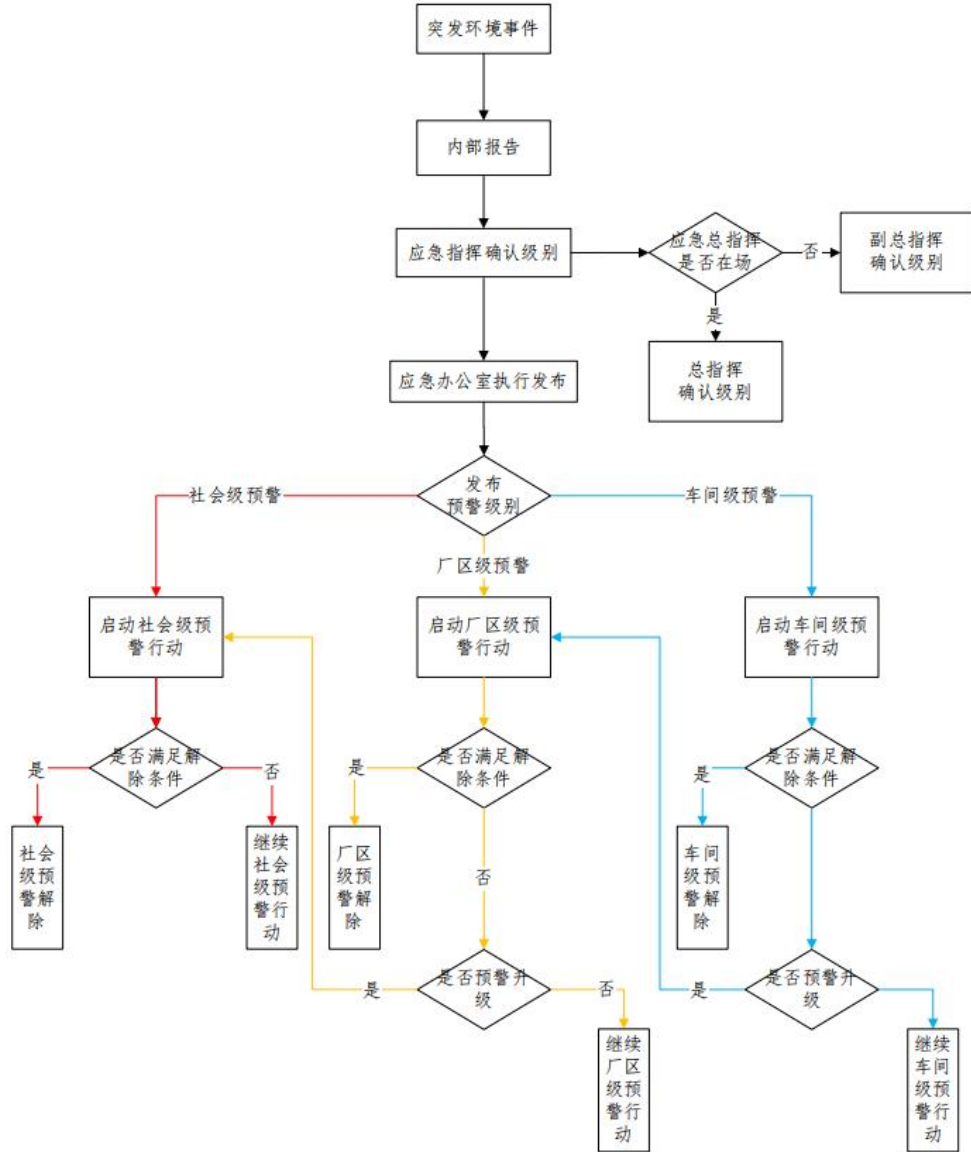 突发环境事件
内部报告
应急指挥确认级别
应急总指挥
是否在场
否
副总指挥
确认级别
是
总指挥
确认级别
应急办公室执行发布
发布
预警级别
社会级预警
车间级预警
厂区级预警
启动社会级预
警行动
启动厂区级预
警行动
启动车间级预
警行动
是否满足解
除条件
是否满足解
除条件
是否满足解
除条件
是
否
是
是
社会
级预
警解
除
继续
社会
级预
警行
动
厂区
级预
警解
除
否
车间
级预
警解
除
是否预警升
级
是
否
是否预警升
级
是
继续
厂区
级预
警行
动
继续
车间
级预
警行
动